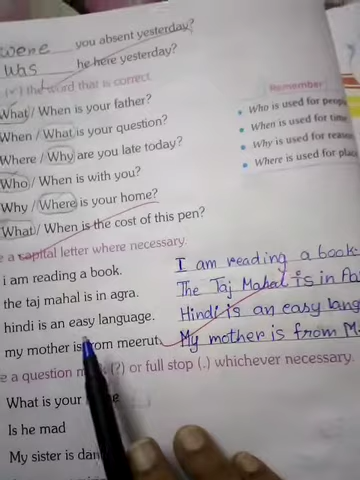 were you absent yesterday?
Was he here yesterday?
(✓) the word that is correct.
What / When is your father?
When / What is your question?
Where / Why are you late today?
Who / When is with you?
Why / Where is your home?
What / When is the cost of this pen?
Remember
• Who is used for
• When is used for time
• Why is used for
• Where is used for
e a capital letter where necessary.
i am reading a book. I am reading a book.
the taj mahal is in agra. The Taj Mahal is in
hindi is an easy language. Hindi is an easy
my mother is from meerut My mother is from
e a question (?) or full stop (.) whichever necessary.
What is your
Is he mad
My sister is